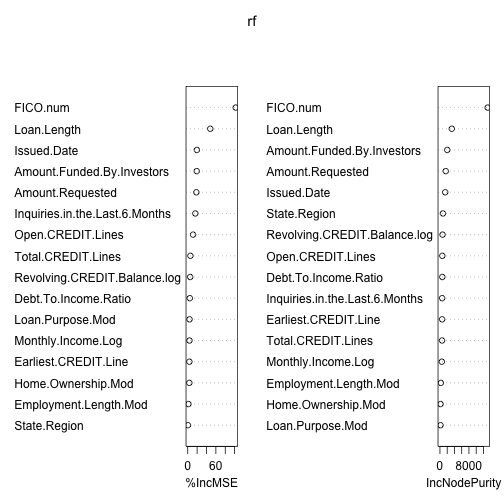 rf
FICO.num
Loan.Length
Issued.Date
Amount.Funded.By.Investors
Amount.Requested
Inquiries.in.the.Last.6.Months
Open.CREDIT.Lines
Total.CREDIT.Lines
Revolving.CREDIT.Balance.log
Debt.To.Income.Ratio
Loan.Purpose.Mod
Monthly.Income.Log
Earliest.CREDIT.Line
Home.Ownership.Mod
Employment.Length.Mod
State.Region
0 60
%IncMSE
FICO.num
Loan.Length
Amount.Funded.By.Investors
Amount.Requested
Issued.Date
State.Region
Revolving.CREDIT.Balance.log
Open.CREDIT.Lines
Debt.To.Income.Ratio
Inquiries.in.the.Last.6.Months
Earliest.CREDIT.Line
Total.CREDIT.Lines
Monthly.Income.Log
Employment.Length.Mod
Home.Ownership.Mod
Loan.Purpose.Mod
0 8000
IncNodePurity